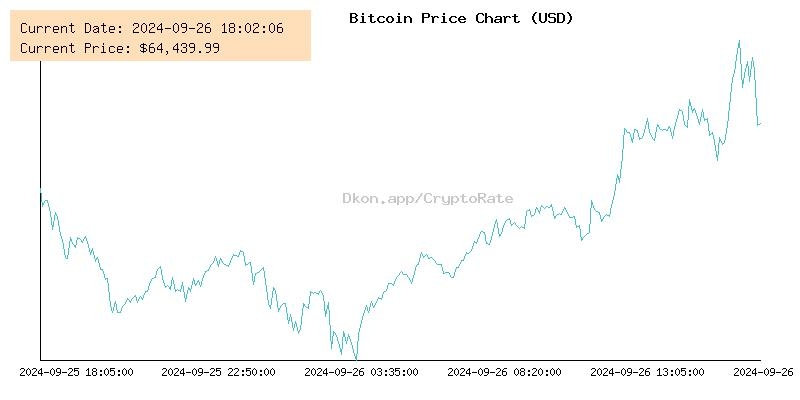 Bitcoin Price Chart (USD)
Current Date: 2024-09-26 18:02:06
Current Price: $64,439.99
Dkon.app/CryptoRate
2024-09-25 18:05:00
2024-09-25 22:50:00
2024-09-26 03:35:00
2024-09-26 08:20:00
2024-09-26 13:05:00
2024-09-26